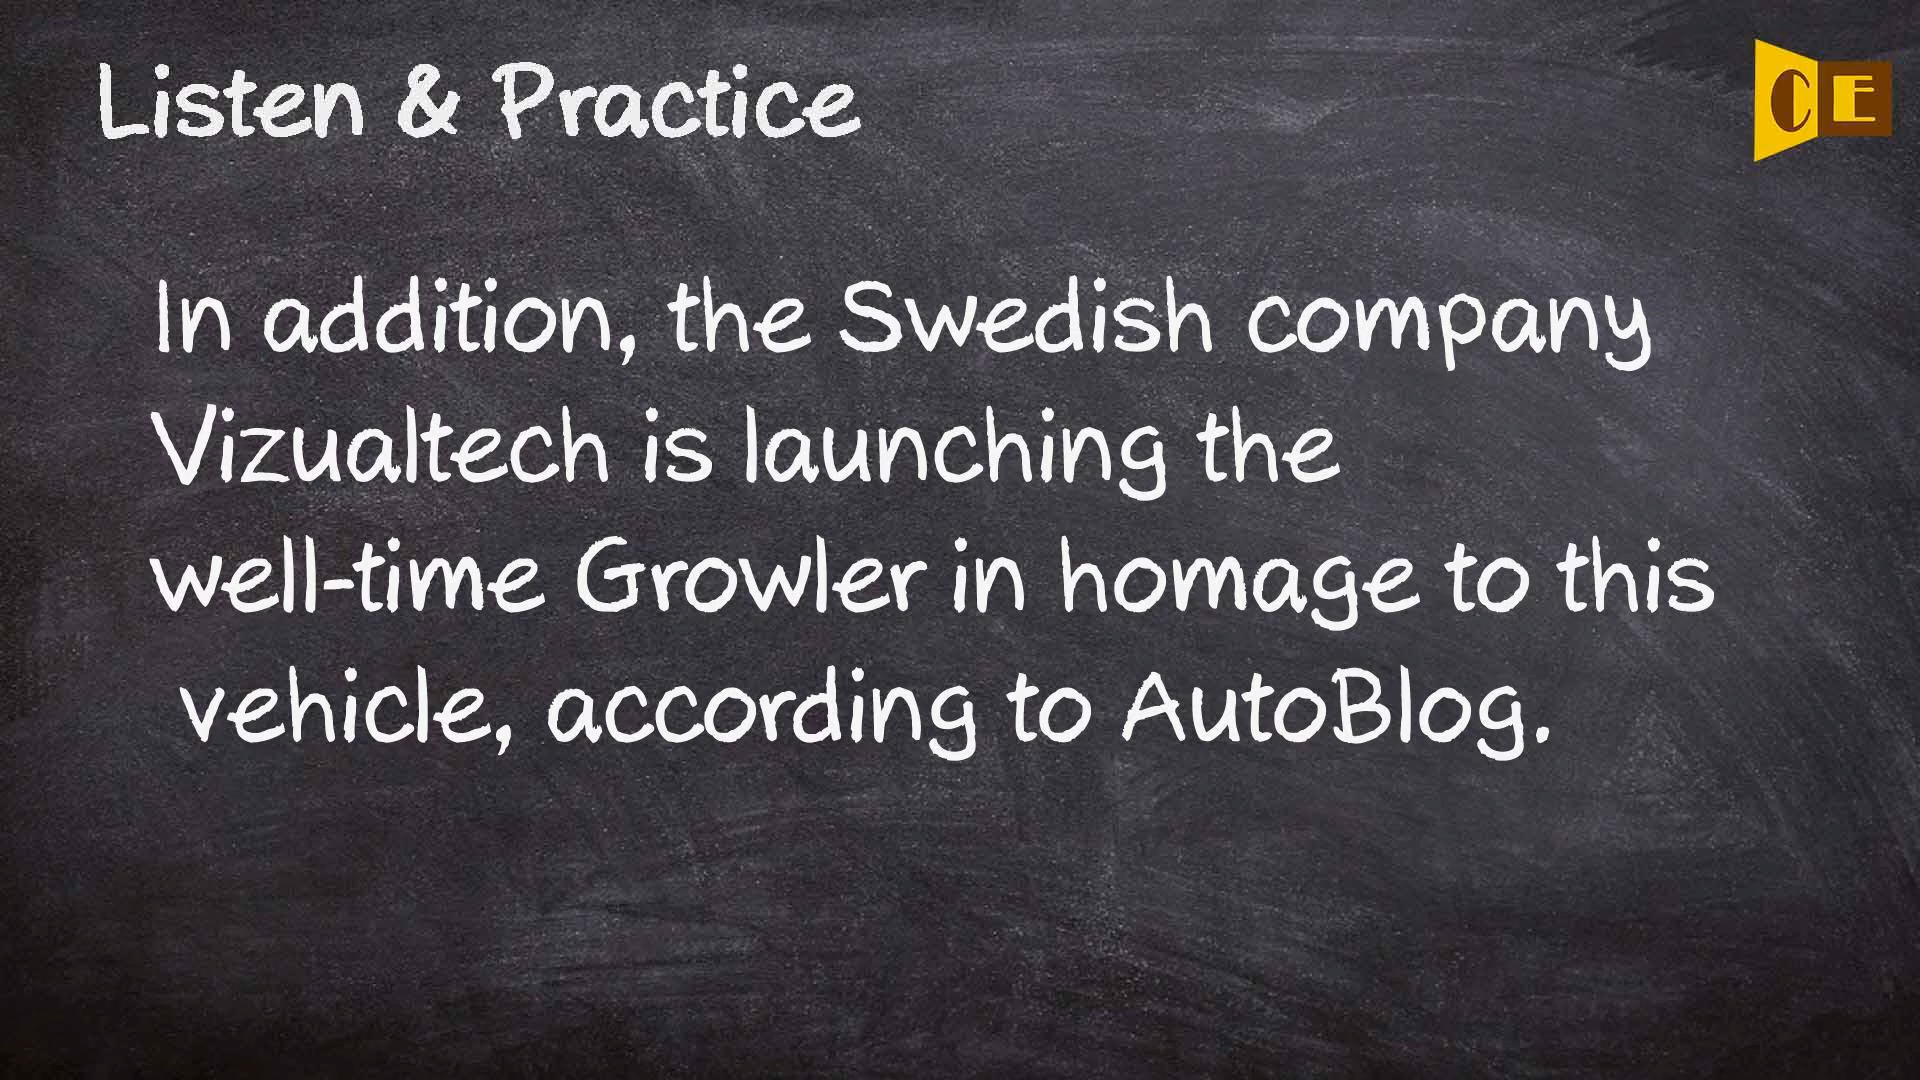 Listen & Practice
CE
In addition, the Swedish company
Vizualtech is launching the
well-time Growler in homage to this
vehicle, according to AutoBlog.